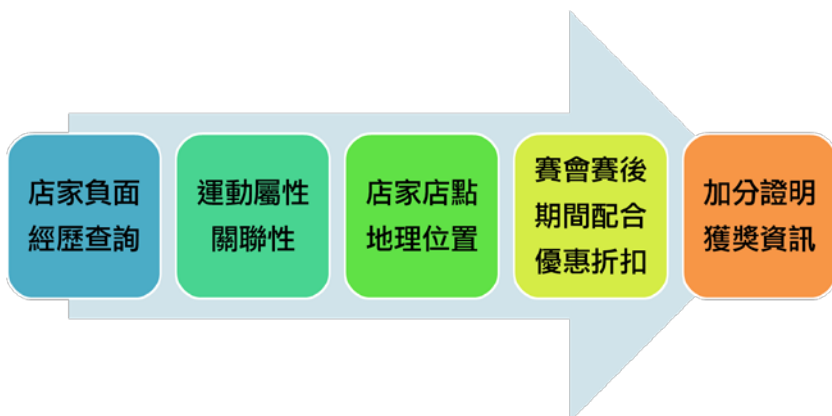 店家負面
經歷查詢
運動屬性
關聯性
店家店點
地理位置
賽會賽後
期間配合
優惠折扣
加分證明
獲獎資訊